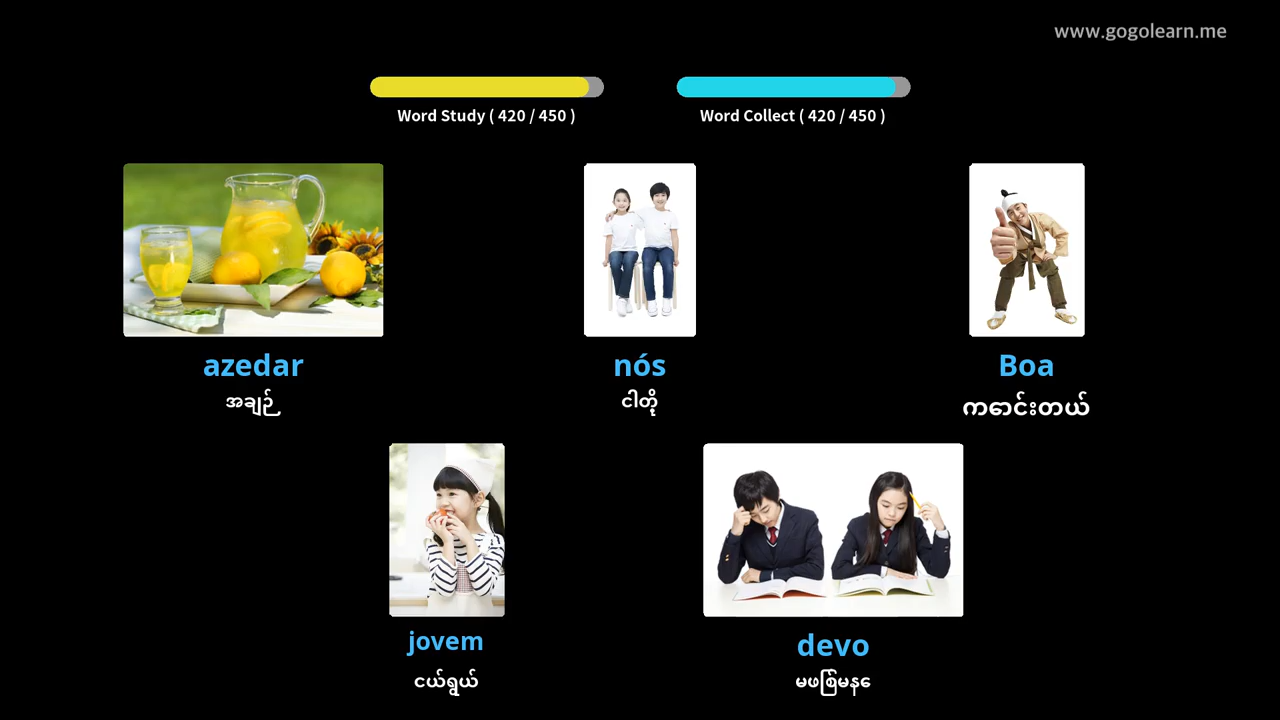 www.gogolearn.me
Word Study ( 420 / 450 )
Word Collect ( 420 / 450 )
azedar
nós
Boa
အချဉ်
ငါတို့
ကောင်းတယ်
jovem
devo
ငယ်ရွယ်
မဖြစ်မနေ